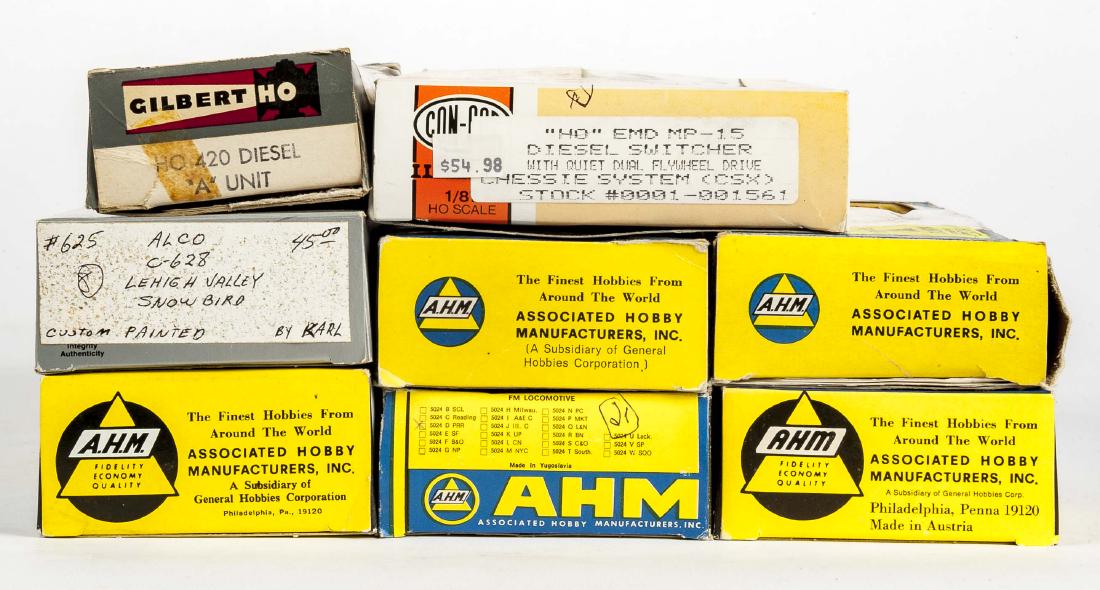 GILBERT HO
HO 420 DIESEL
"A" UNIT
$54.98
1/8
HO SCALE
"HO" EMD MP-15
DIESEL SWITCHER
WITH QUIET DUAL FLYWHEEL DRIVE
CHESSIE SYSTEM (CSX)
STOCK #0001-001561
#625 ALCO 45.00
C-628
LEHIGH VALLEY
SNOW BIRD
CUSTOM PAINTED BY KARL
Integrity
Authenticity
A.H.M.
The Finest Hobbies From
Around The World
ASSOCIATED HOBBY
MANUFACTURERS, INC.
(A Subsidiary of General
Hobbies Corporation.)
A.H.M.
The Finest Hobbies From
Around The World
ASSOCIATED HOBBY
MANUFACTURERS, INC.
A.H.M.
FIDELITY
ECONOMY
QUALITY
The Finest Hobbies From
Around The World
ASSOCIATED HOBBY
MANUFACTURERS, INC.
A Subsidiary of
General Hobbies Corporation
Philadelphia, Pa., 19120
FM LOCOMOTIVE
5024 B SCL 5024 H Milwau. 5024 N PC
5024 C Reading 5024 I AA&C 5024 P MKT
5024 D PRR 5024 J Ill. C 5024 Q L&N
5024 E SF 5024 K UP 5024 R BN U Lack.
5024 F B&O 5024 L CN 5024 S C&O 5024 V SP
5024 G NP 5024 M NYC 5024 T South. 5024 W SOO
21
Made in Yugoslavia
A.H.M.
AHM
ASSOCIATED HOBBY MANUFACTURERS, INC.
AHM
FIDELITY
ECONOMY
QUALITY
The Finest Hobbies From
Around The World
ASSOCIATED HOBBY
MANUFACTURERS, INC.
A Subsidiary of General Hobbies Corp.
Philadelphia, Penna 19120
Made in Austria